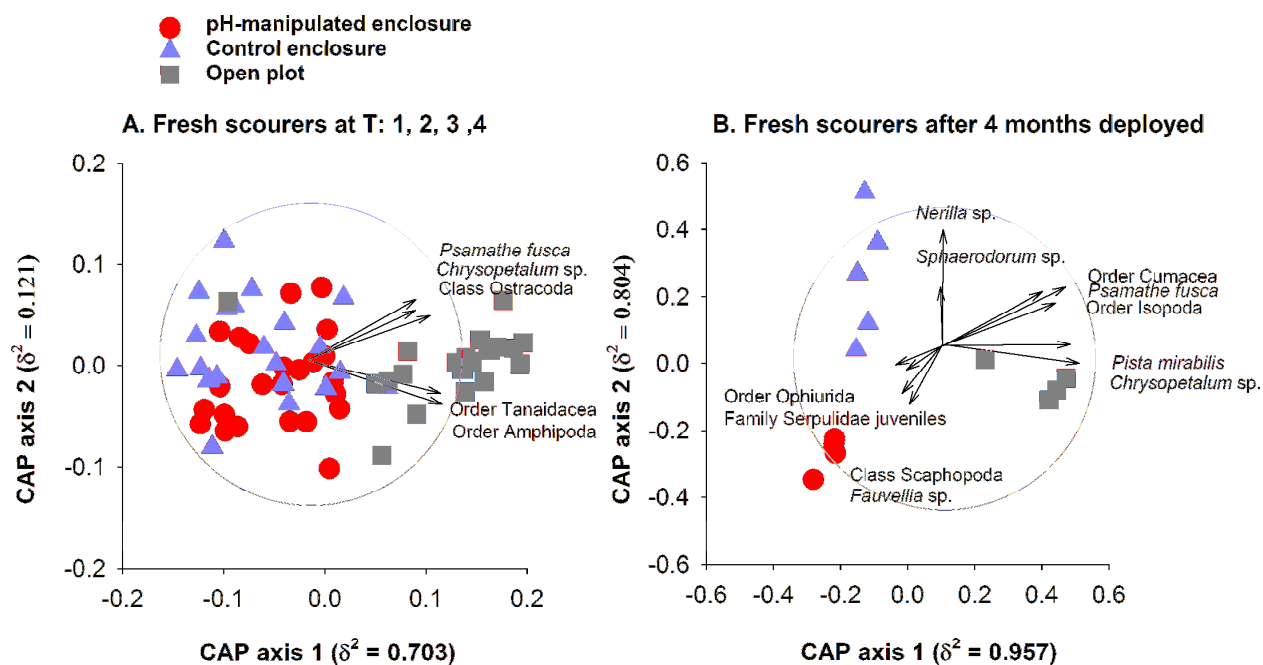 pH-manipulated enclosure
Control enclosure
Open plot
A. Fresh scourers at T: 1, 2, 3 ,4
0.2
0.1
0.0
-0.1
-0.2
CAP axis 2 (δ² = 0.121)
Psamathe fusca
Chrysopetalum sp.
Class Ostracoda
Order Tanaidacea
Order Amphipoda
-0.2
-0.1
0.0
0.1
0.2
CAP axis 1 (δ² = 0.703)
B. Fresh scourers after 4 months deployed
0.6
0.4
0.2
0.0
-0.2
-0.4
-0.6
CAP axis 2 (δ² = 0.804)
Nerilla sp.
Sphaerodorum sp.
Order Cumacea
Psamathe fusca
Order Isopoda
Pista mirabilis
Chrysopetalum sp.
Order Ophiurida
Family Serpulidae juveniles
Class Scaphopoda
Fauvellia sp.
-0.6
-0.4
-0.2
0.0
0.2
0.4
0.6
CAP axis 1 (δ² = 0.957)